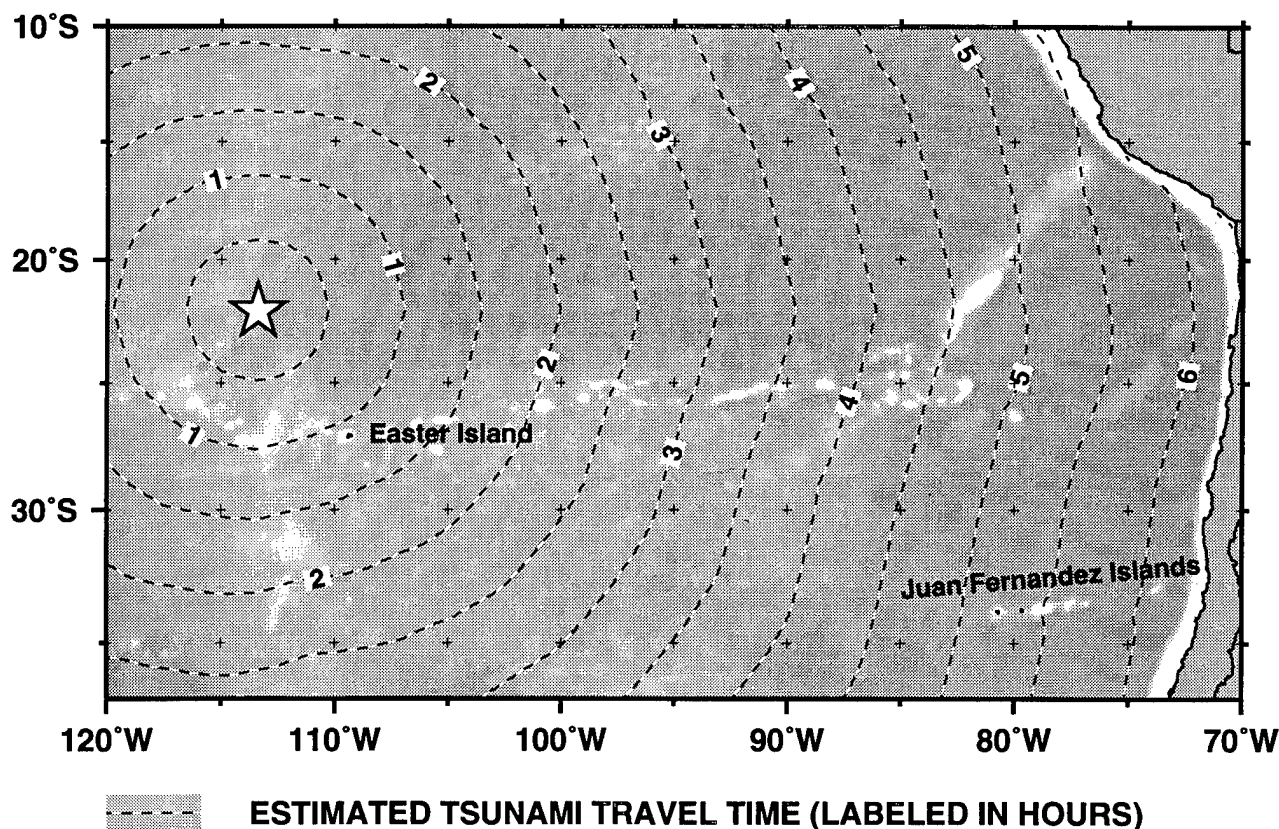 10°S
20°S
30°S
2
3
4
5
1
1
2
3
4
5
6
1
2
Easter Island
Juan Fernandez Islands
120°W 110°W 100°W 90°W 80°W 70°W
ESTIMATED TSUNAMI TRAVEL TIME (LABELED IN HOURS)